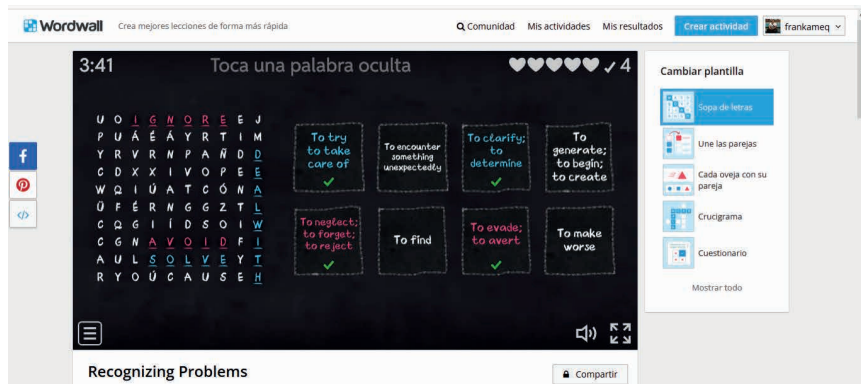 Wordwall
Crea mejores lecciones de forma más rápida
Comunidad
Mis actividades
Mis resultados
Crear actividad
frankameq
3:41
Toca una palabra oculta
4
U O I G N O R E E J
P U Á É Á Y R T I M
Y R V R N P A Ñ D D
C D X X I V O P E E
W Q I Ú A T C Ó N A
Ü F É R N G G Z T L
C Q G I Í D S O I W
C G N A V O I D F I
A U L S O L V E Y T
R Y O Ú C A U S E H
To try
to take
care of
To encounter
something
unexpectedly
To clarify;
to
determine
To
generate;
to begin;
to create
To neglect;
to forget;
to reject
To find
To evade;
to avert
To make
worse
Cambiar plantilla
Sopa de letras
Une las parejas
Cada oveja con su
pareja
Crucigrama
Cuestionario
Mostrar todo
Recognizing Problems
Compartir